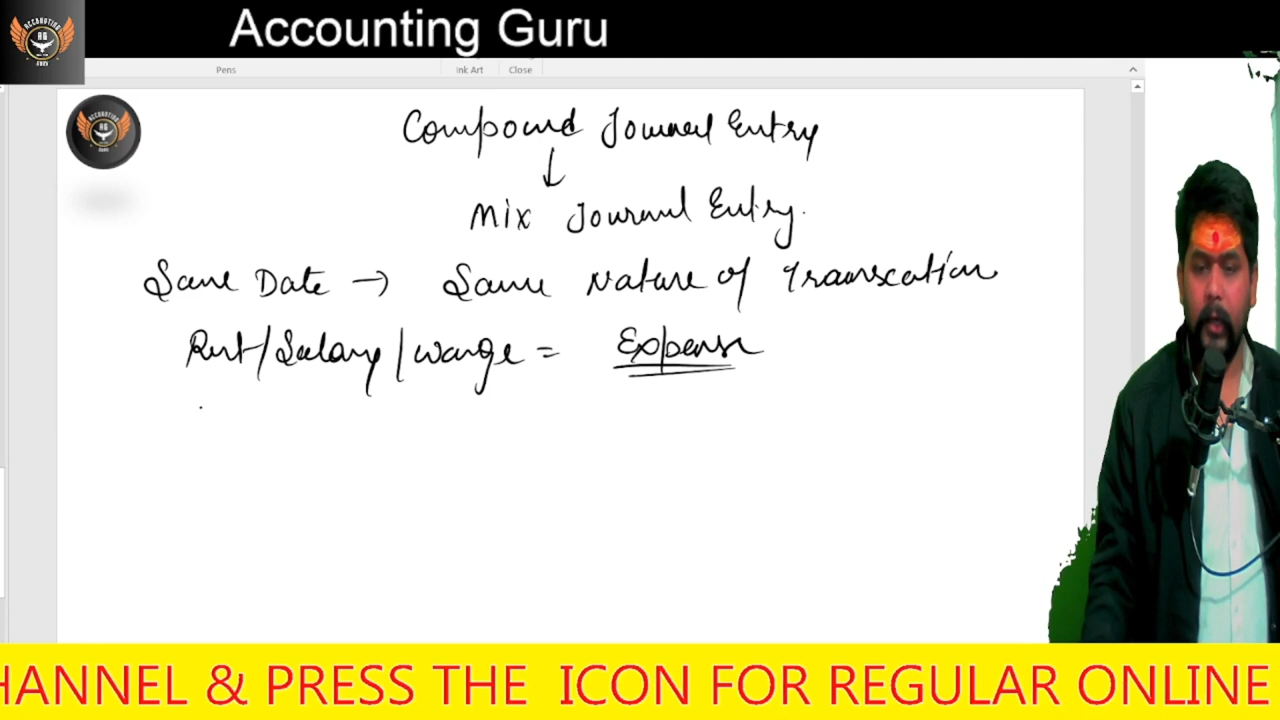 Accounting Guru
Pens
Ink Art
Close
Compound Journal Entry
↓
Mix Journal Entry.
Same Date → Same Nature of Transcation
Rent/Salary/Wange = Expense
HANNEL & PRESS THE ICON FOR REGULAR ONLINE